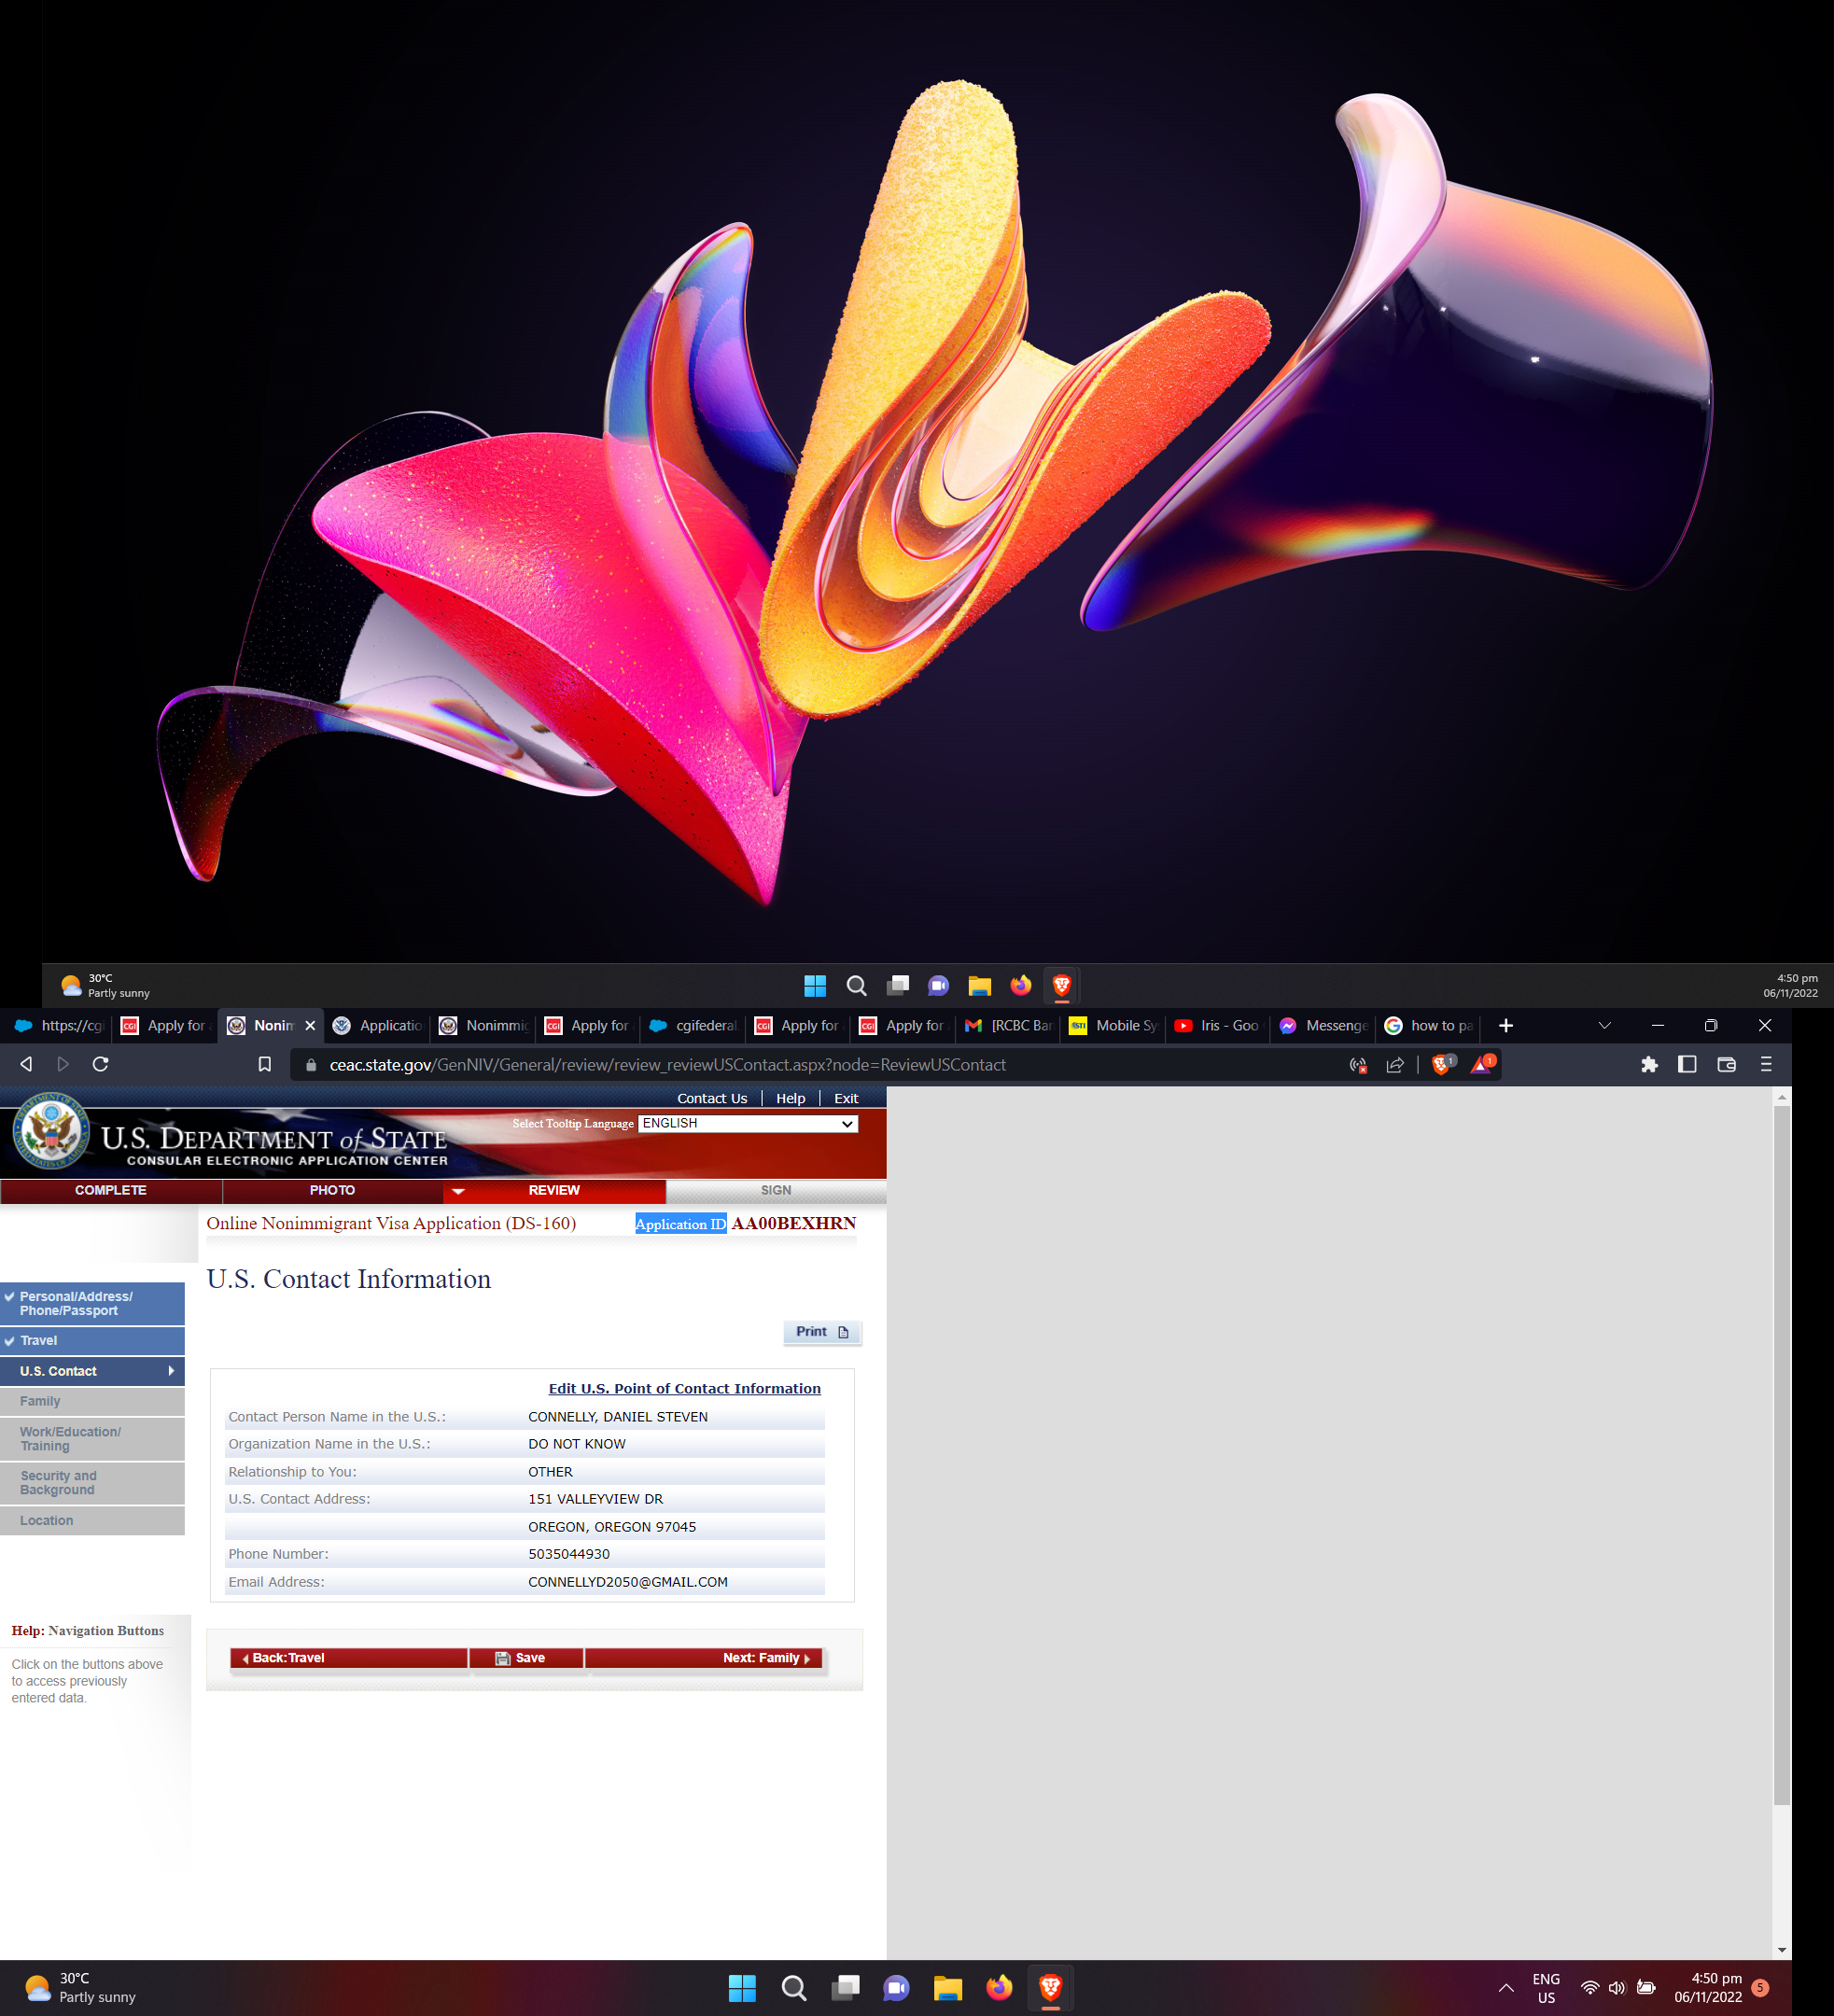 30°C
Partly sunny
4:50 pm
06/11/2022
https://cgi
Apply for
Nonim
Applicatio
Nonimmig
Apply for
cgifederal.
Apply for
Apply for
[RCBC Ban
Mobile Sy
Iris - Goo
Messenge
how to pa
ceac.state.gov/GenNIV/General/review/review_reviewUSContact.aspx?node=ReviewUSContact
Contact Us | Help | Exit
Select Tooltip Language ENGLISH
U.S. DEPARTMENT of STATE
CONSULAR ELECTRONIC APPLICATION CENTER
COMPLETE PHOTO REVIEW SIGN
Online Nonimmigrant Visa Application (DS-160) Application ID AA00BEXHRN
U.S. Contact Information
Personal/Address/
Phone/Passport
Travel
U.S. Contact
Family
Work/Education/
Training
Security and
Background
Location
Print
Edit U.S. Point of Contact Information
Contact Person Name in the U.S.: CONNELLY, DANIEL STEVEN
Organization Name in the U.S.: DO NOT KNOW
Relationship to You: OTHER
U.S. Contact Address: 151 VALLEYVIEW DR
OREGON, OREGON 97045
Phone Number: 5035044930
Email Address: CONNELLYD2050@GMAIL.COM
Help: Navigation Buttons
Click on the buttons above
to access previously
entered data.
Back:Travel Save Next: Family
30°C
Partly sunny
ENG
US
4:50 pm
06/11/2022
5